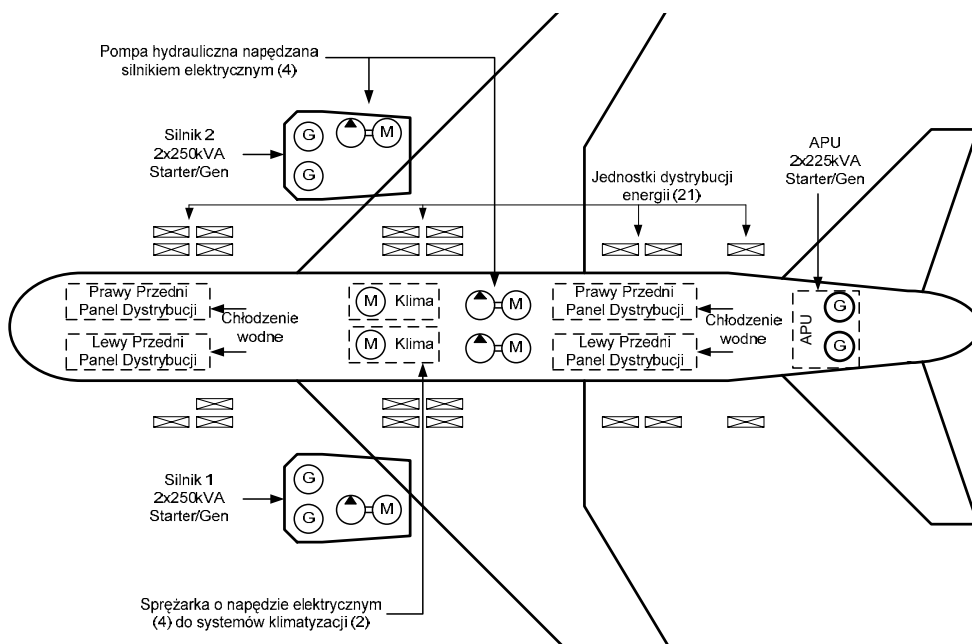 Pompa hydrauliczna napędzana
silnikiem elektrycznym (4)
Silnik 2
2x250kVA
Starter/Gen
G
G
M
APU
2x225kVA
Starter/Gen
Jednostki dystrybucji
energii (21)
Prawy Przedni
Panel Dystrybucji
Lewy Przedni
Panel Dystrybucji
Chłodzenie
wodne
M
Klima
M
Klima
M
M
Prawy Przedni
Panel Dystrybucji
Lewy Przedni
Panel Dystrybucji
Chłodzenie
wodne
APU
G
G
Silnik 1
2x250kVA
Starter/Gen
G
G
M
Sprężarka o napędzie elektrycznym
(4) do systemów klimatyzacji (2)